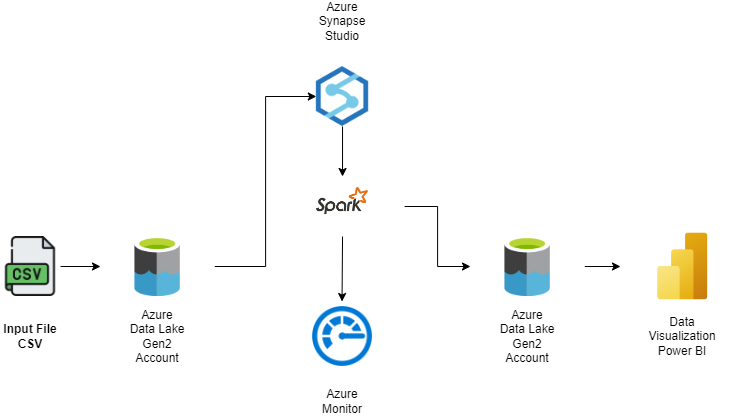 Azure
Synapse
Studio
Spark
CSV
Input File
CSV
Azure
Data Lake
Gen2
Account
Azure
Monitor
Azure
Data Lake
Gen2
Account
Data
Visualization
Power BI